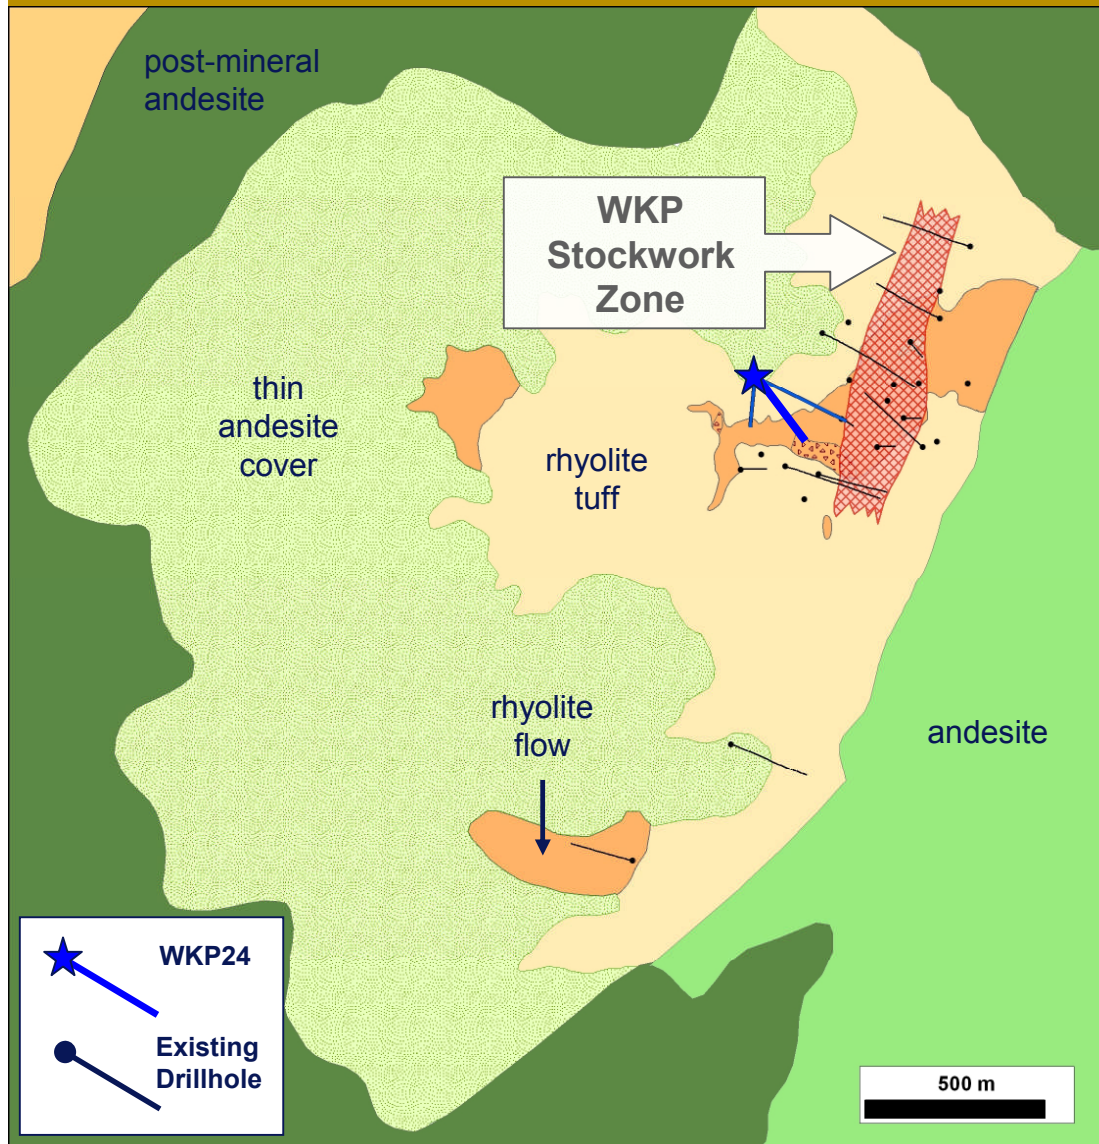 post-mineral
andesite
WKP
Stockwork
Zone
thin
andesite
cover
rhyolite
tuff
rhyolite
flow
andesite
WKP24
Existing
Drillhole
500 m